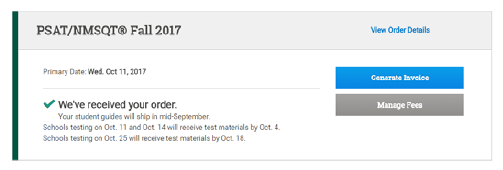 PSAT/NMSQT® Fall 2017
View Order Details
Primary Date: Wed. Oct 11, 2017
Generate Invoice
✓ We've received your order.
Manage Fees
Your student guides will ship in mid-September.
Schools testing on Oct. 11 and Oct. 14 will receive test materials by Oct. 4.
Schools testing on Oct. 25 will receive test materials by Oct. 18.